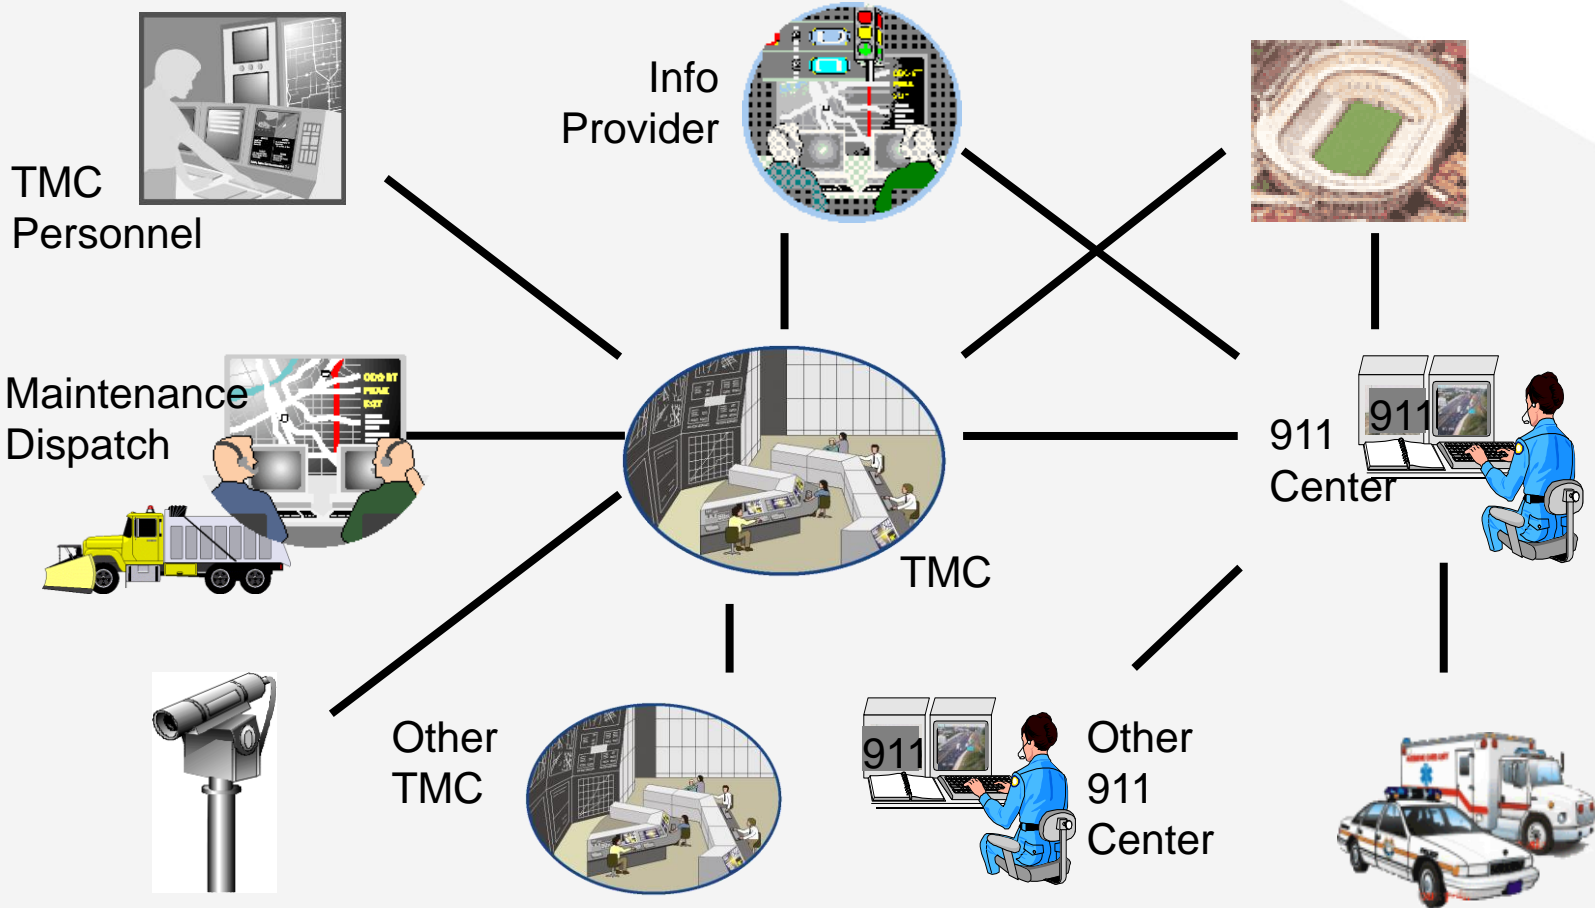 Info
Provider
TMC
Personnel
Maintenance
Dispatch
911
911
Center
TMC
Other
TMC
911
Other
911
Center